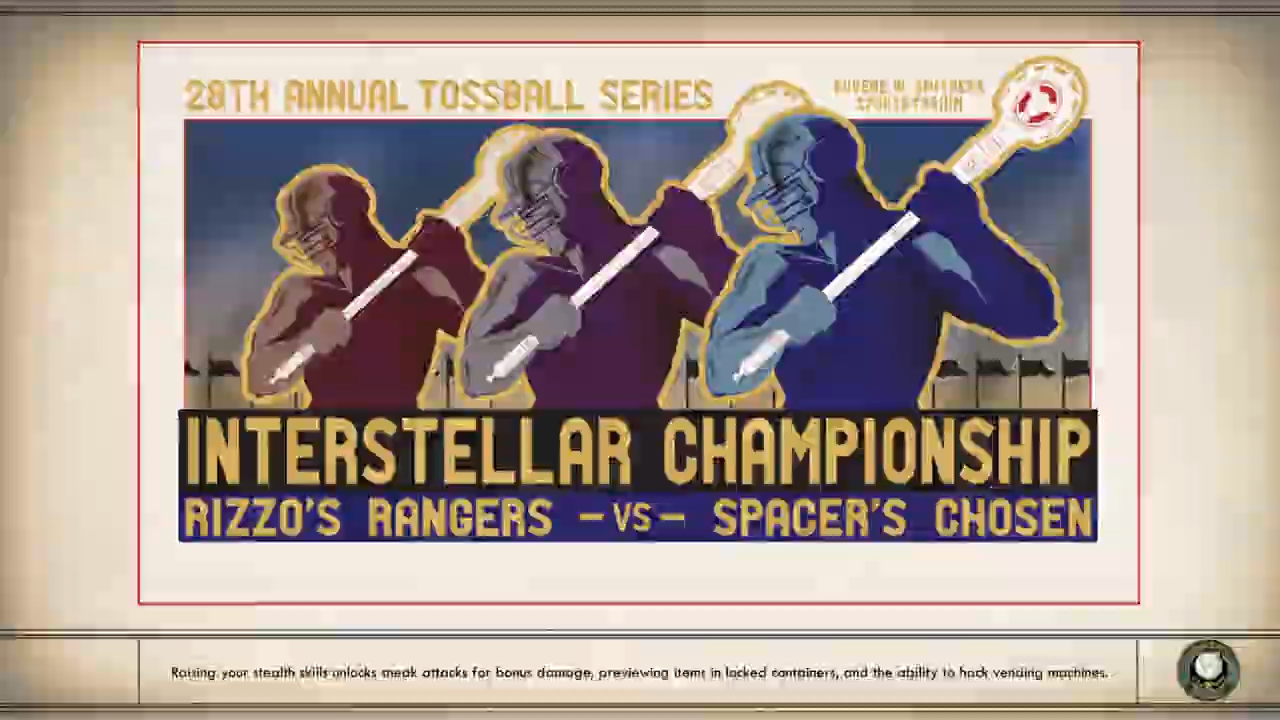 28TH ANNUAL TOSSBALL SERIES
INTERSTELLAR CHAMPIONSHIP
RIZZO'S RANGERS -VS- SPACER'S CHOSEN
Raising your stealth skills unlocks sneak attacks for bonus damage, previewing items in locked containers, and the ability to hack vending machines.